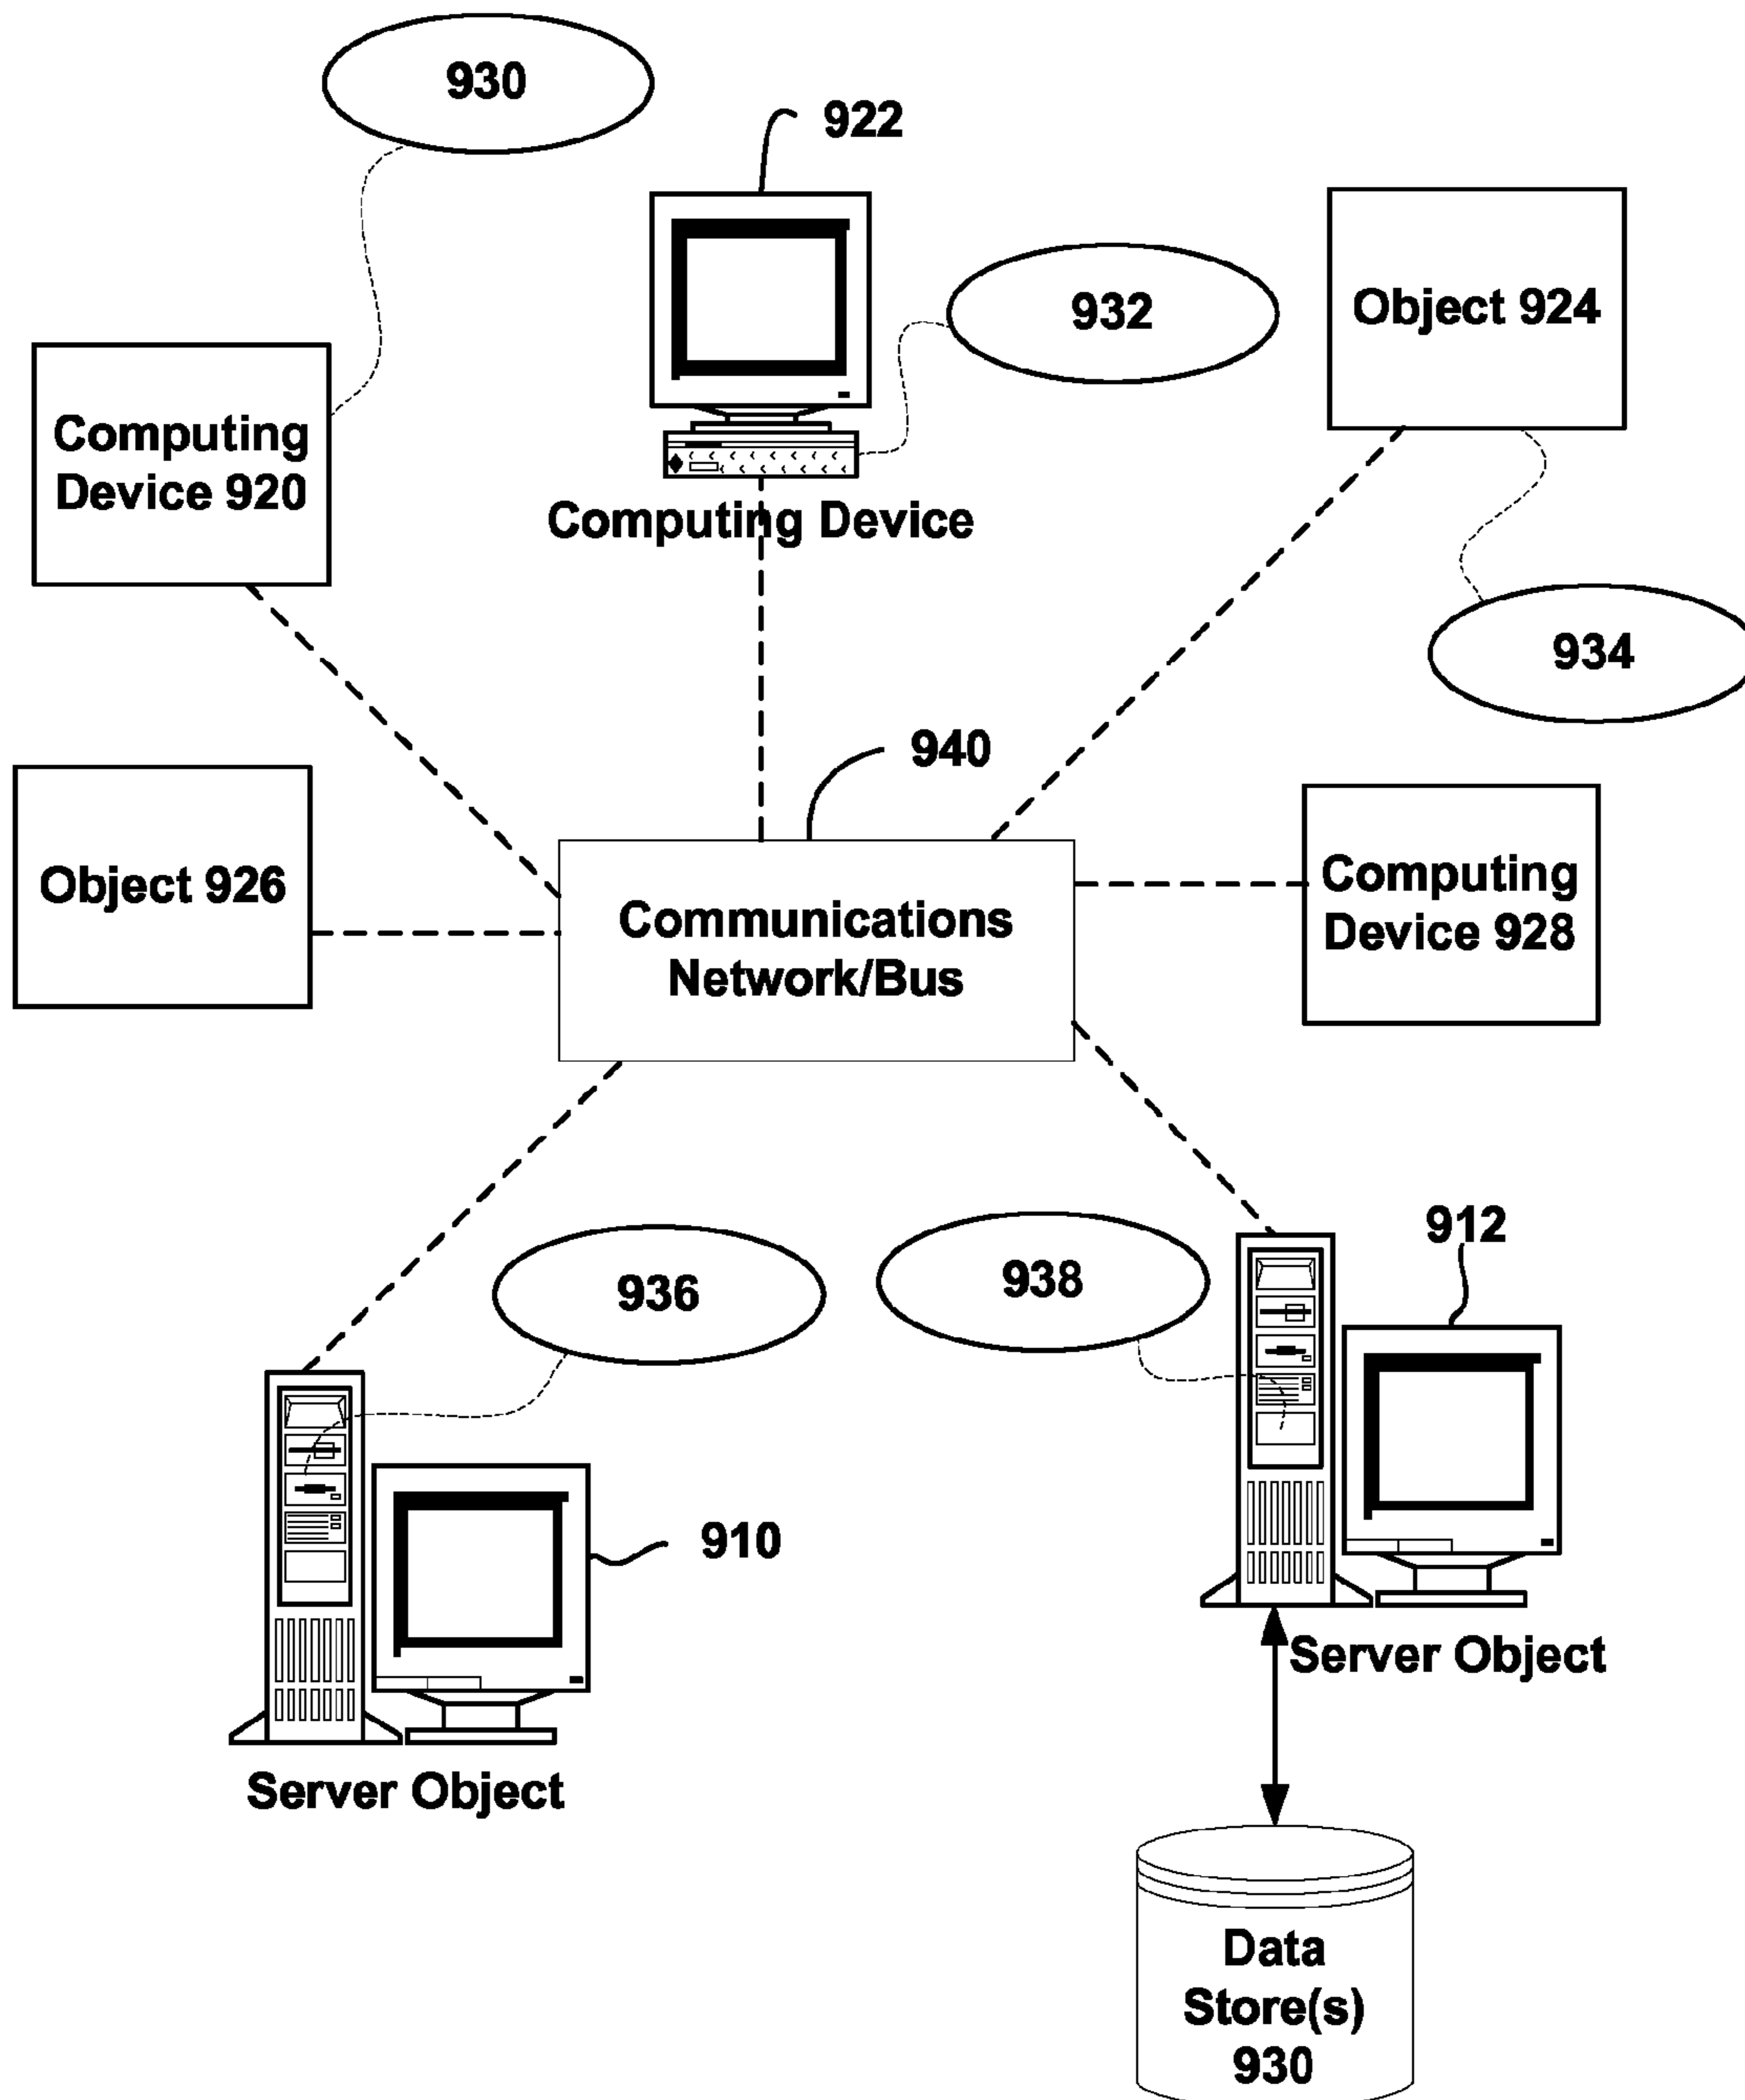 930
922
932
Object 924
Computing
Device 920
Computing Device
934
940
Object 926
Computing
Device 928
Communications
Network/Bus
912
936
938
910
Server Object
Server Object
Data
Store(s)
930